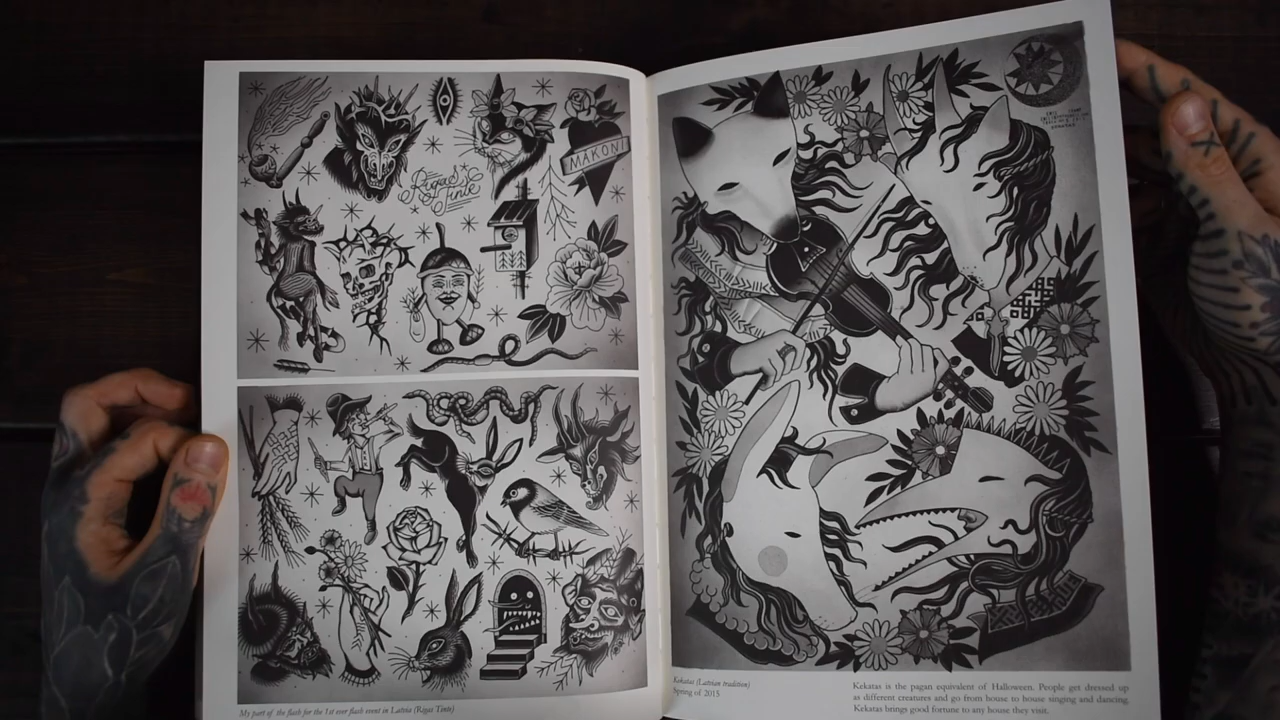 Rigas
Tinte
MAKONI
My part of the flash for the 1st ever flash event in Latvia (Rigas Tinte)
Kekatas (Latvian tradition)
Spring of 2015
Kekatas is the pagan equivalent of Halloween. People get dressed up
as different creatures and go from house to house singing and dancing.
Kekatas brings good fortune to any house they visit.